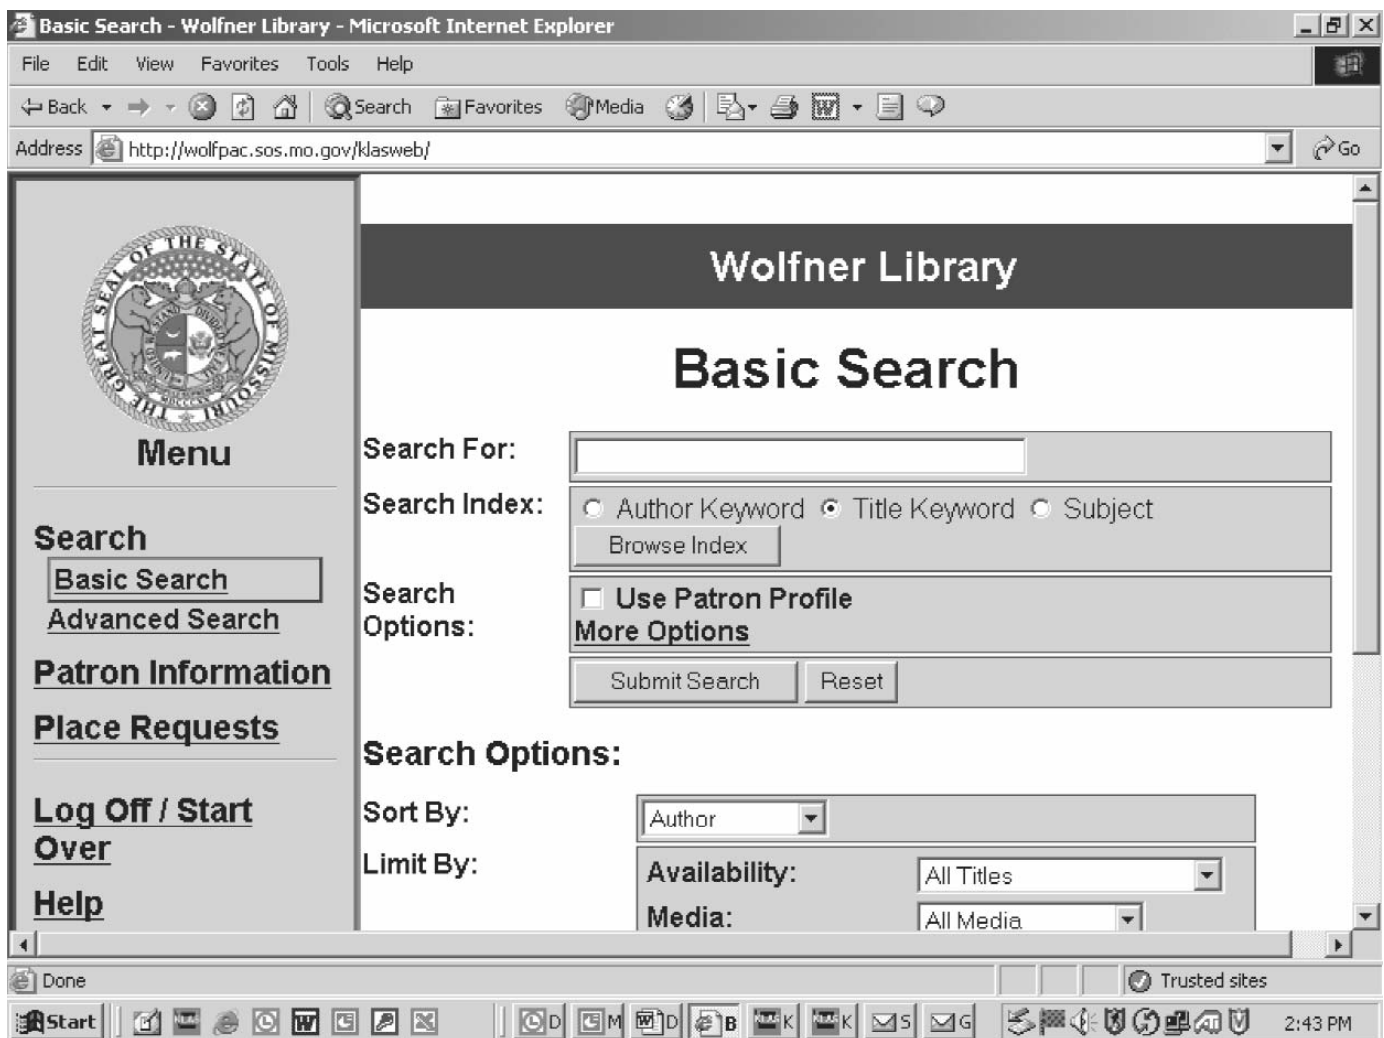 Basic Search - Wolfner Library - Microsoft Internet Explorer
File Edit View Favorites Tools Help
Back Search Favorites Media
Address http://wolfpac.sos.mo.gov/klasweb/ Go
THE GREAT SEAL OF THE STATE OF MISSOURI
Menu
Search
Basic Search
Advanced Search
Patron Information
Place Requests
Log Off / Start
Over
Help
Wolfner Library
Basic Search
Search For:
Search Index: Author Keyword Title Keyword Subject
Browse Index
Search
Options:
Use Patron Profile
More Options
Submit Search Reset
Search Options:
Sort By: Author
Limit By: Availability: All Titles
Media: All Media
Done Trusted sites
Start D M D B K K S G 2:43 PM